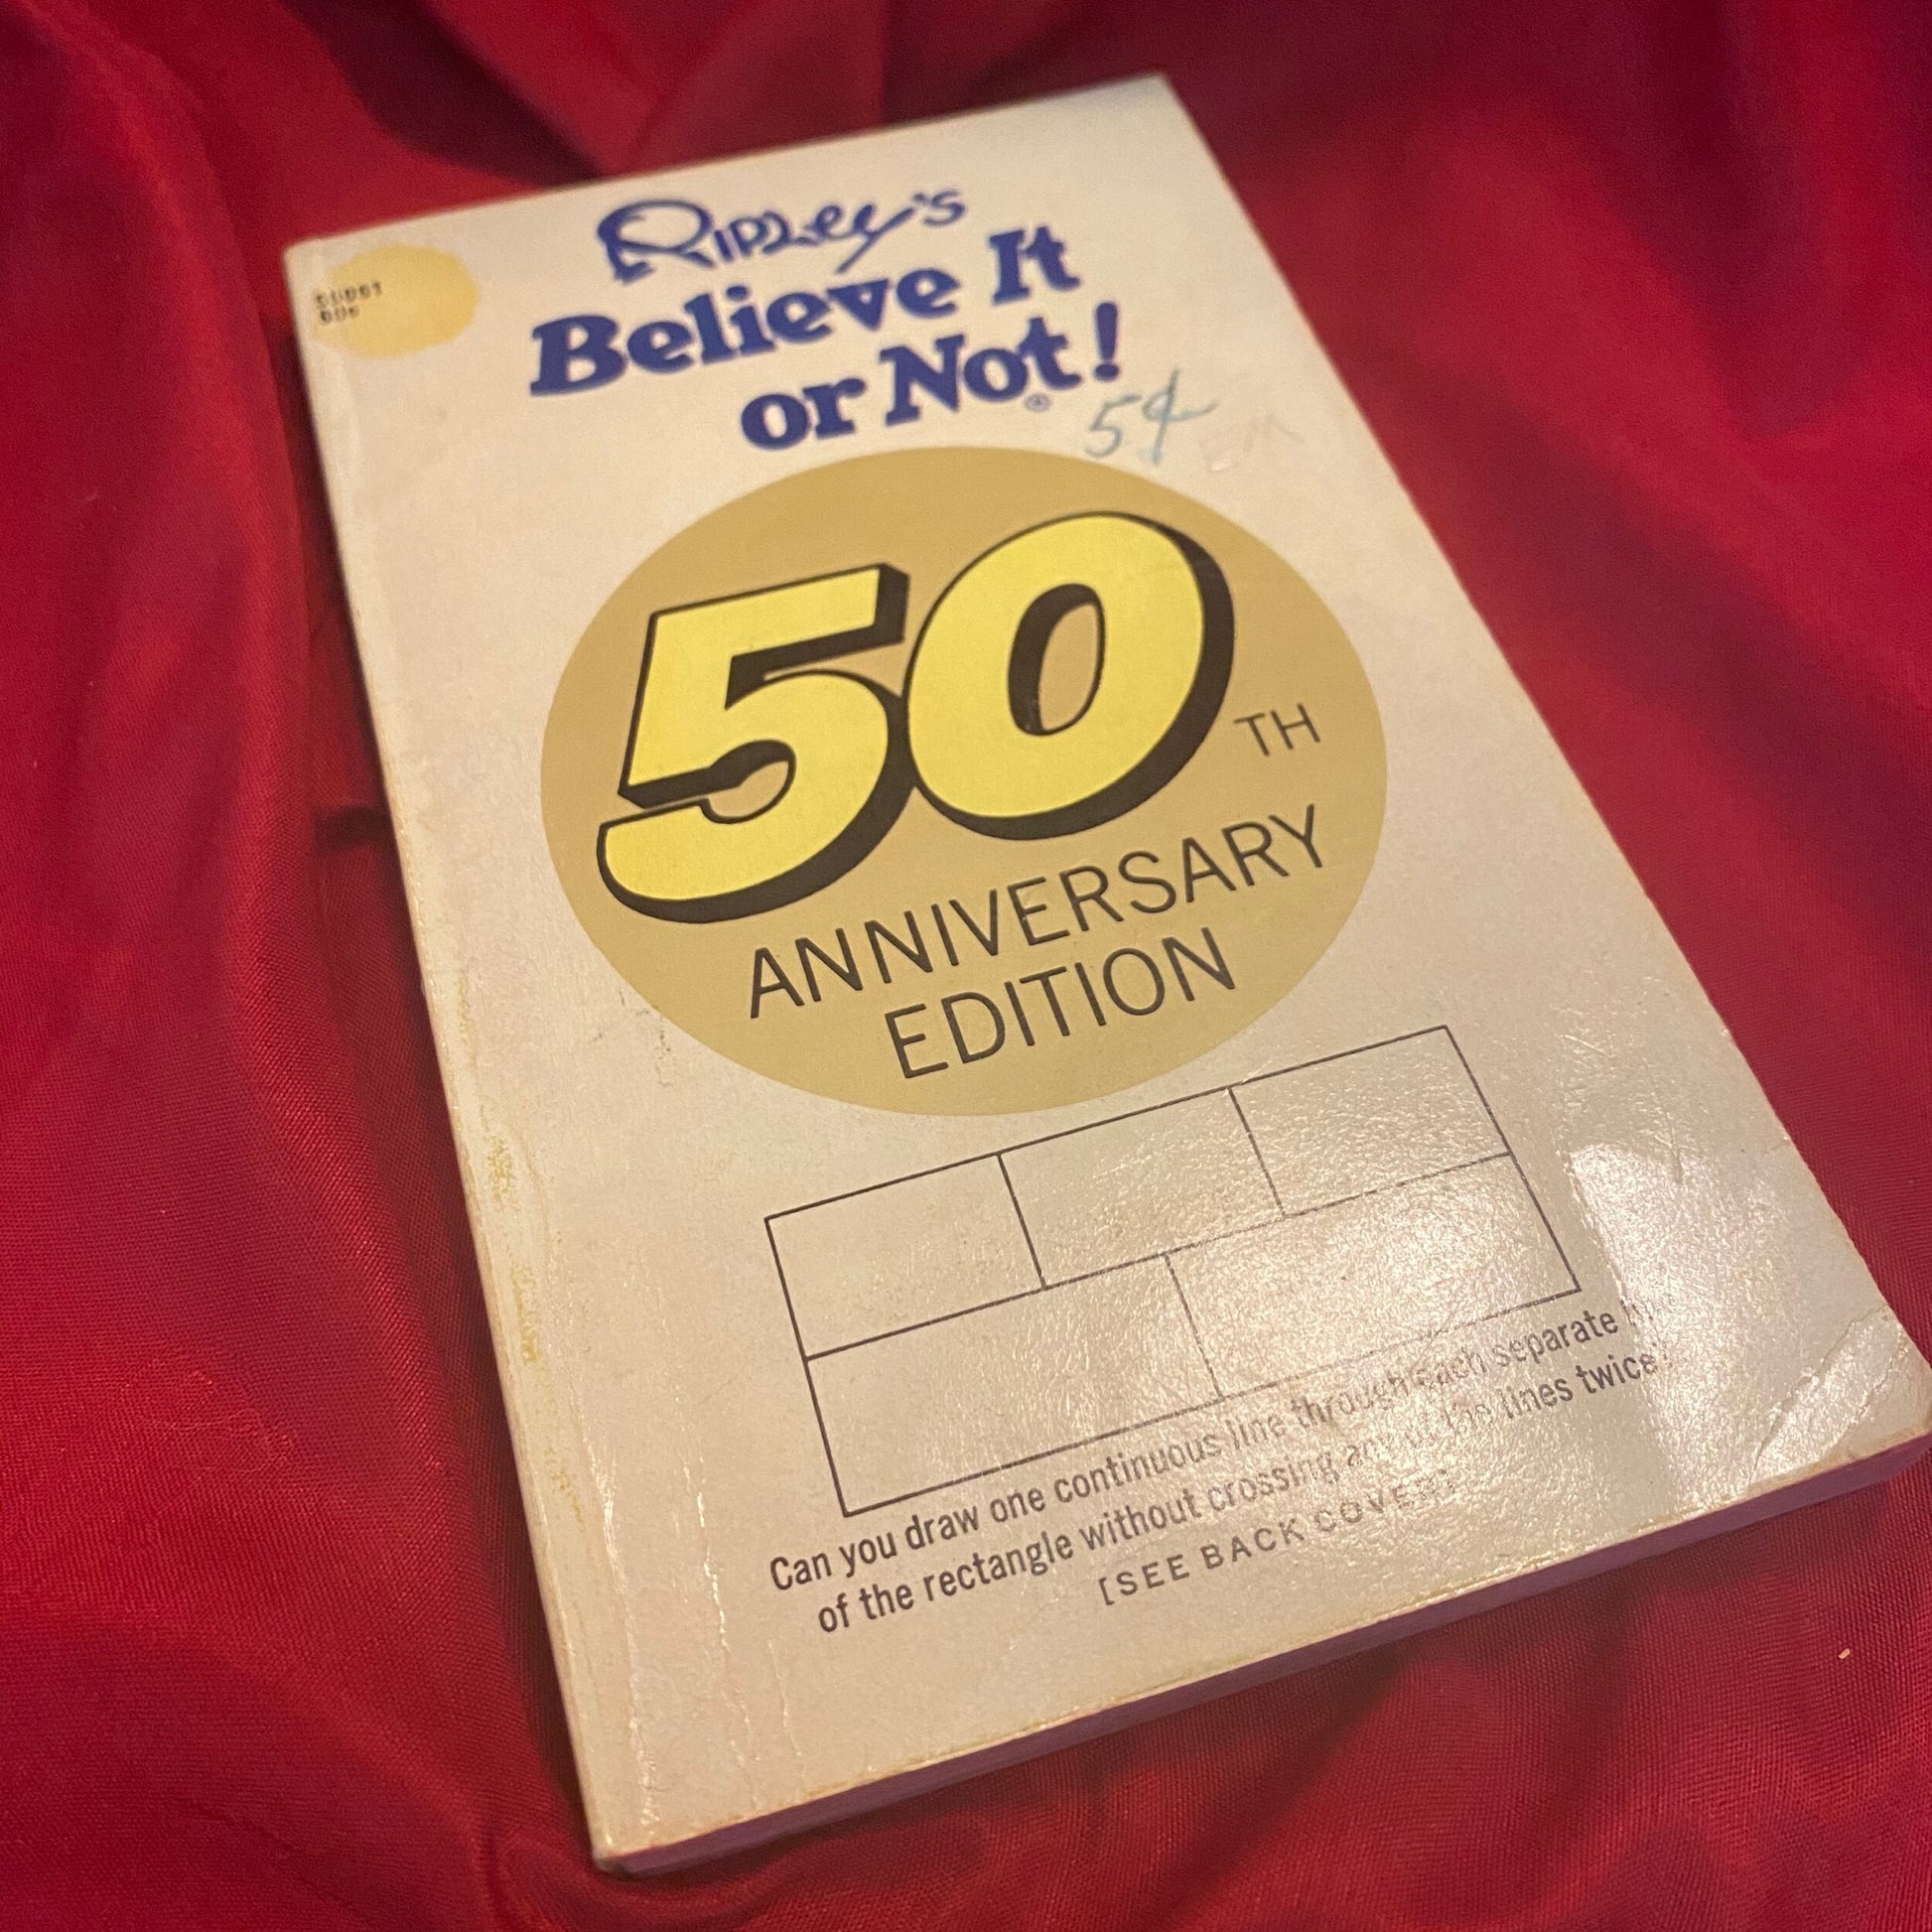 Ripley's
Believe It
or Not!
®
5¢
50
TH
ANNIVERSARY
EDITION
Can you draw one continuous line through each separate
of the rectangle without crossing any of the lines twice?
[SEE BACK COVER]